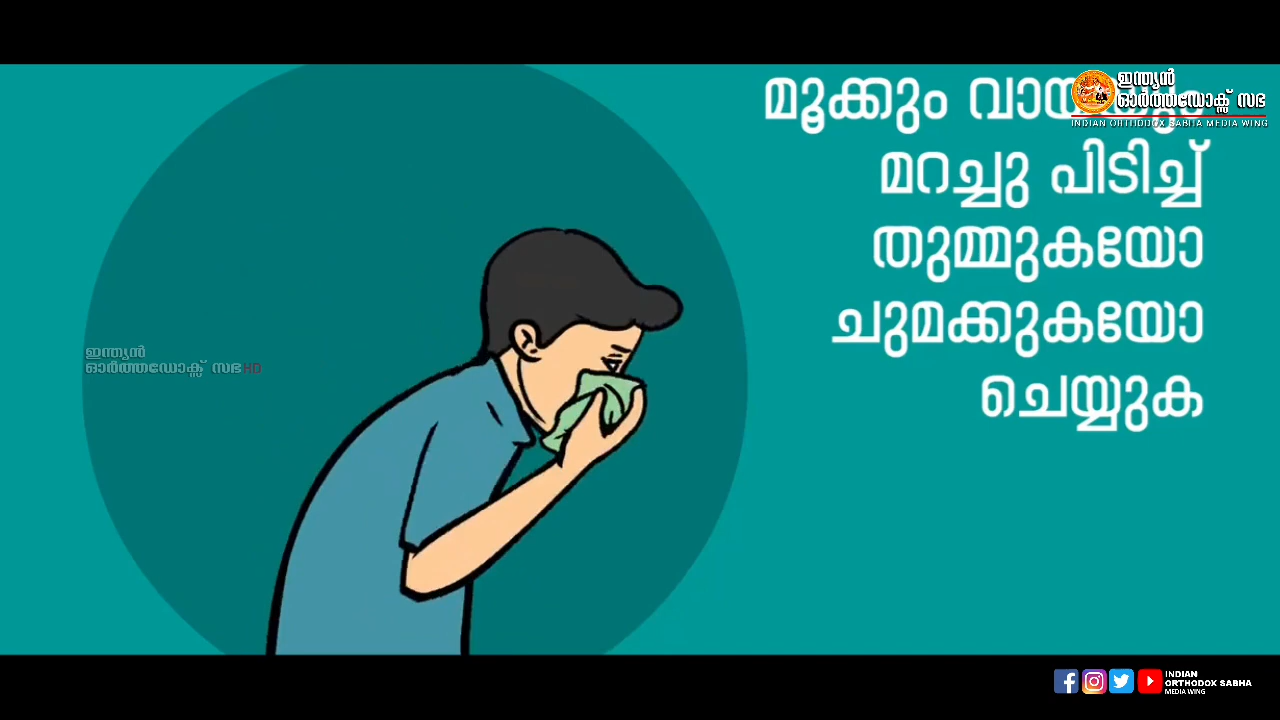 മൂക്കും
മറച്ചു പിടിച്ച്
തുമ്മുകയോ
ചുമക്കുകയോ
ചെയ്യുക
ഇന്ത്യൻ
ഓർത്തഡോക്സ് സഭ
INDIAN ORTHODOX SABHA MEDIA WING
ഇന്ത്യൻ
ഓർത്തഡോക്സ് സഭ HD
INDIAN
ORTHODOX SABHA
MEDIA WING